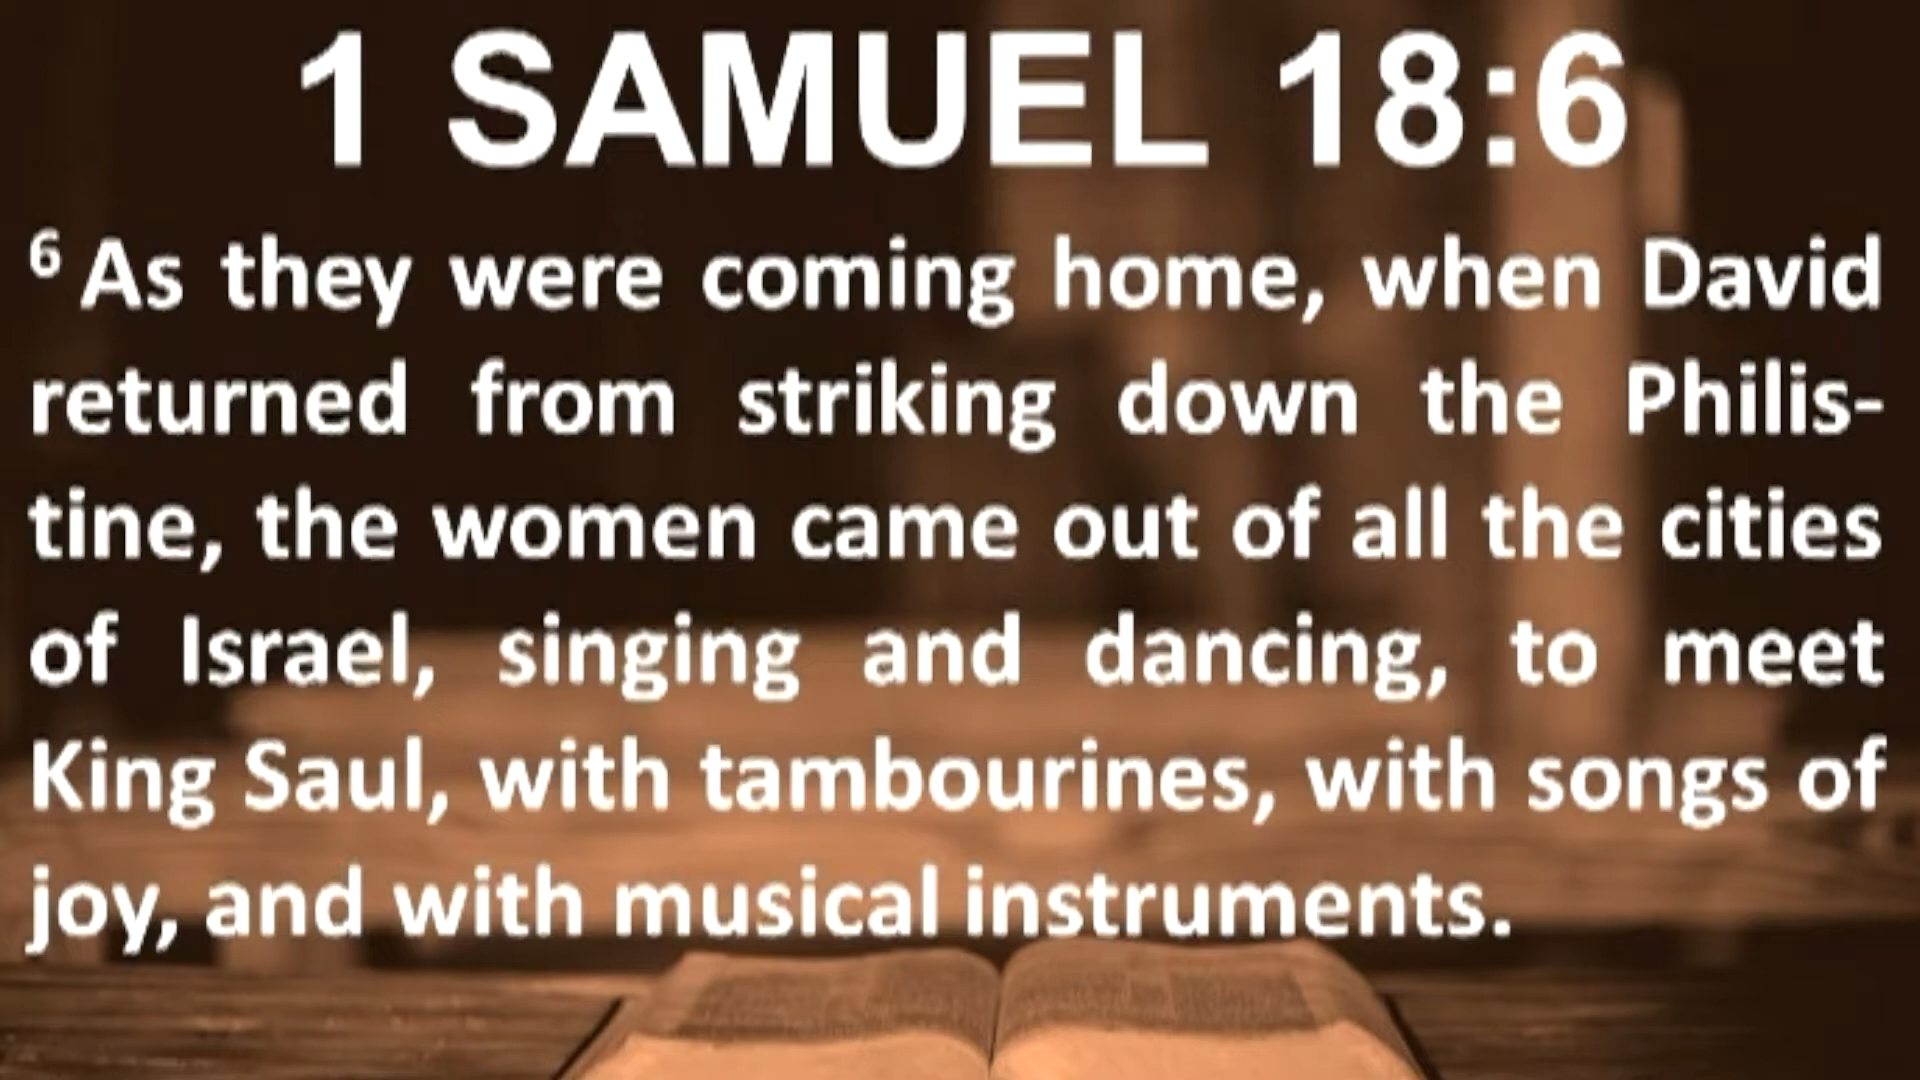 1 SAMUEL 18:6
6 As they were coming home, when David
returned from striking down the Philis-
tine, the women came out of all the cities
of Israel, singing and dancing, to meet
King Saul, with tambourines, with songs of
joy, and with musical instruments.